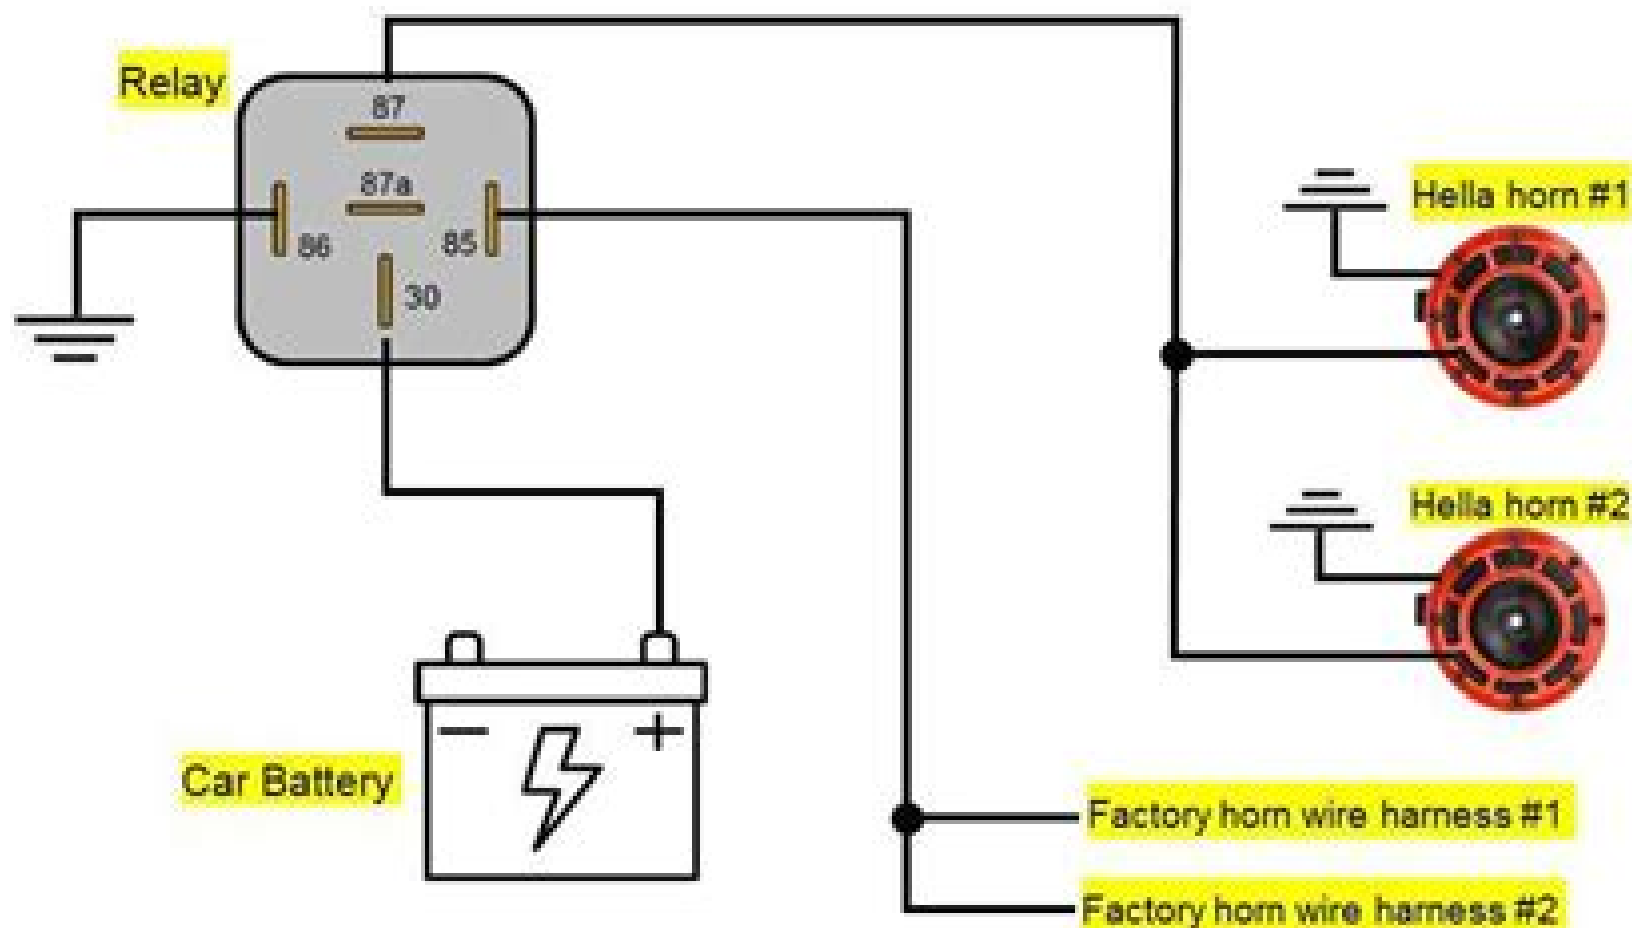 Relay
87
87a
86
85
30
Hella horn #1
Hella horn #2
Car Battery
Factory horn wire harness #1
Factory horn wire harness #2